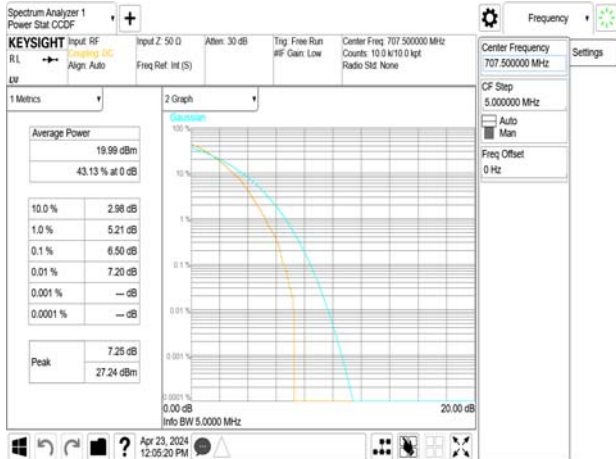 Spectrum Analyzer 1
Power Stat CCDF
Frequency
KEYSIGHT
RL
LXI
Input: RF
Coupling: DC
Align: Auto
Input Z: 50 Ω
Freq Ref: Int (S)
Atten: 30 dB
Trig: Free Run
#IF Gain: Low
Center Freq: 707.500000 MHz
Counts: 10.0 k/10.0 kpt
Radio Std: None
Center Frequency
707.500000 MHz
Settings
CF Step
5.000000 MHz
Auto
Man
Freq Offset
0 Hz
1 Metrics
Average Power
19.99 dBm
43.13 % at 0 dB
10.0 % 2.98 dB
1.0 % 5.21 dB
0.1 % 6.50 dB
0.01 % 7.20 dB
0.001 % --- dB
0.0001 % --- dB
Peak
7.25 dB
27.24 dBm
2 Graph
Gaussian
100 %
10 %
1 %
0.1 %
0.01 %
0.001 %
0.0001 %
0.00 dB 20.00 dB
Info BW 5.0000 MHz
Apr 23, 2024
12:05:20 PM